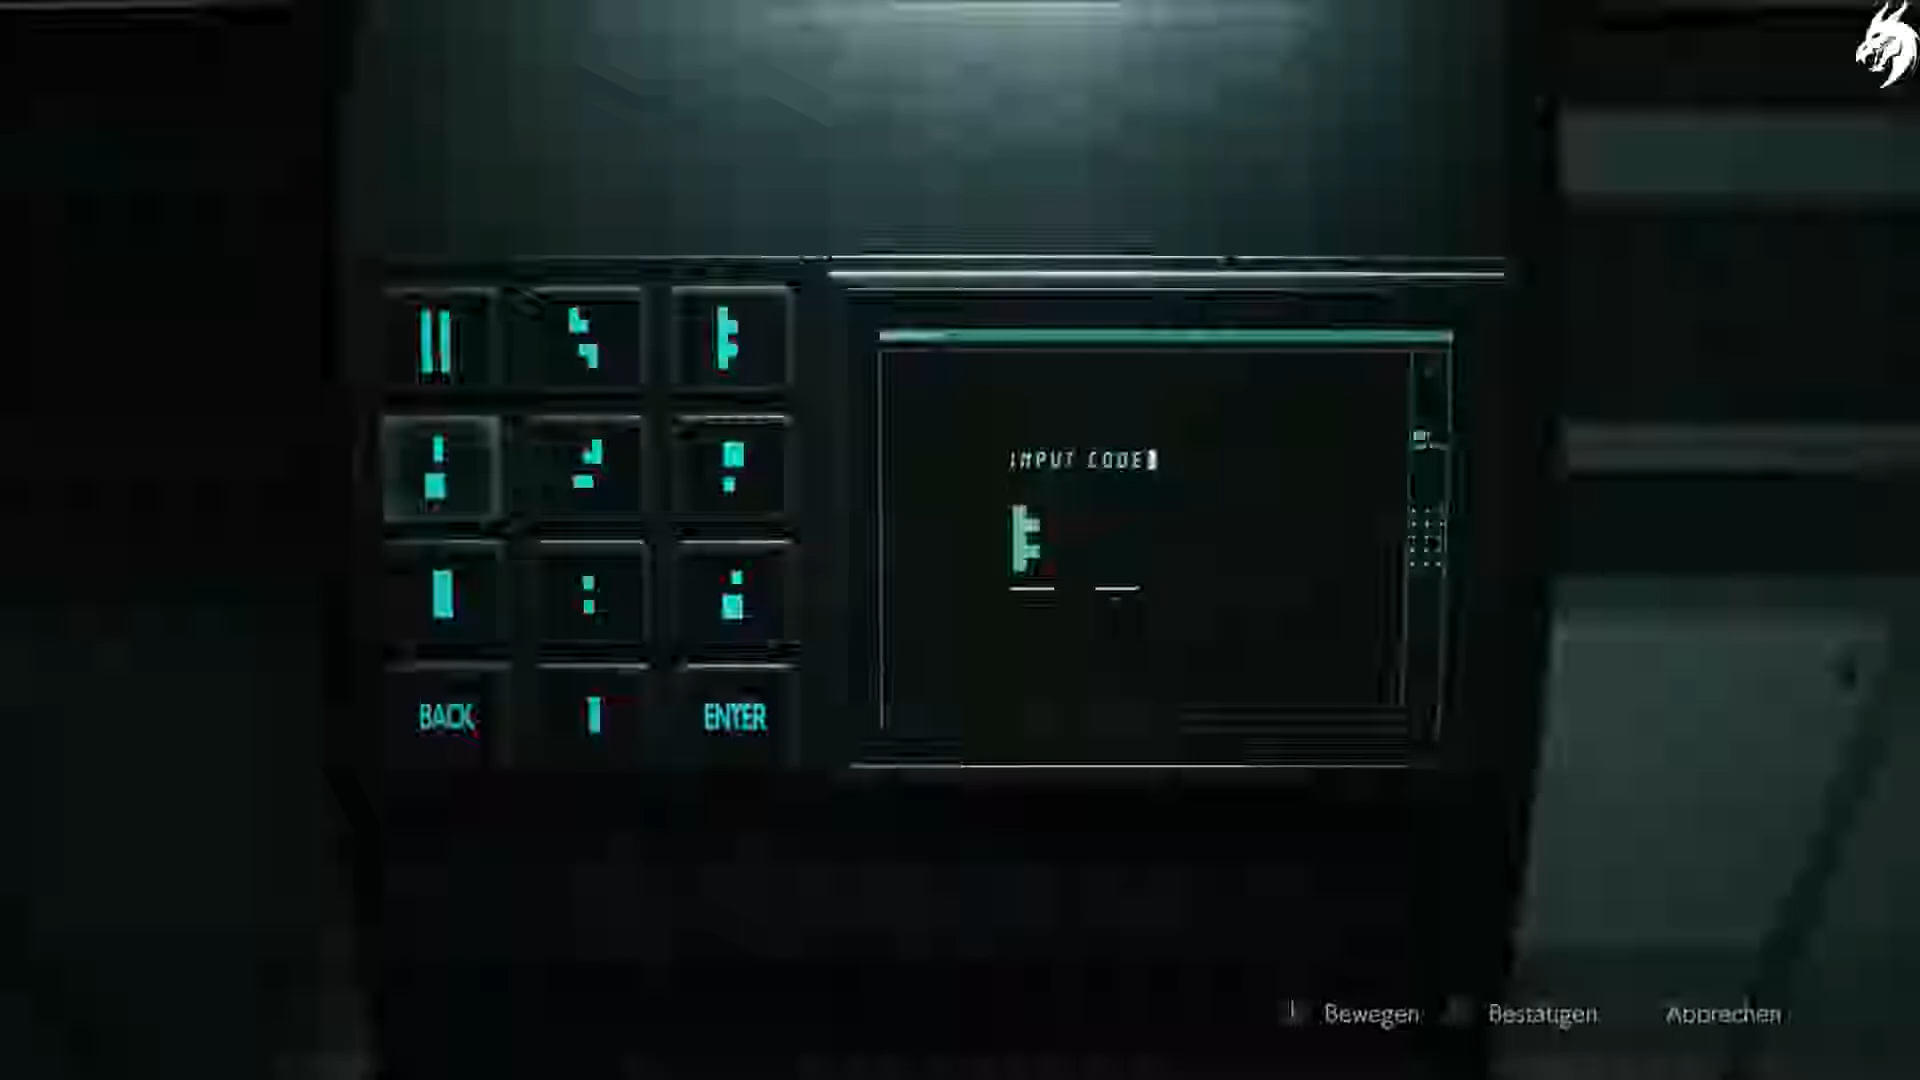 INPUT CODE
BACK
ENTER
Bewegen
Bestätigen
Abbrechen